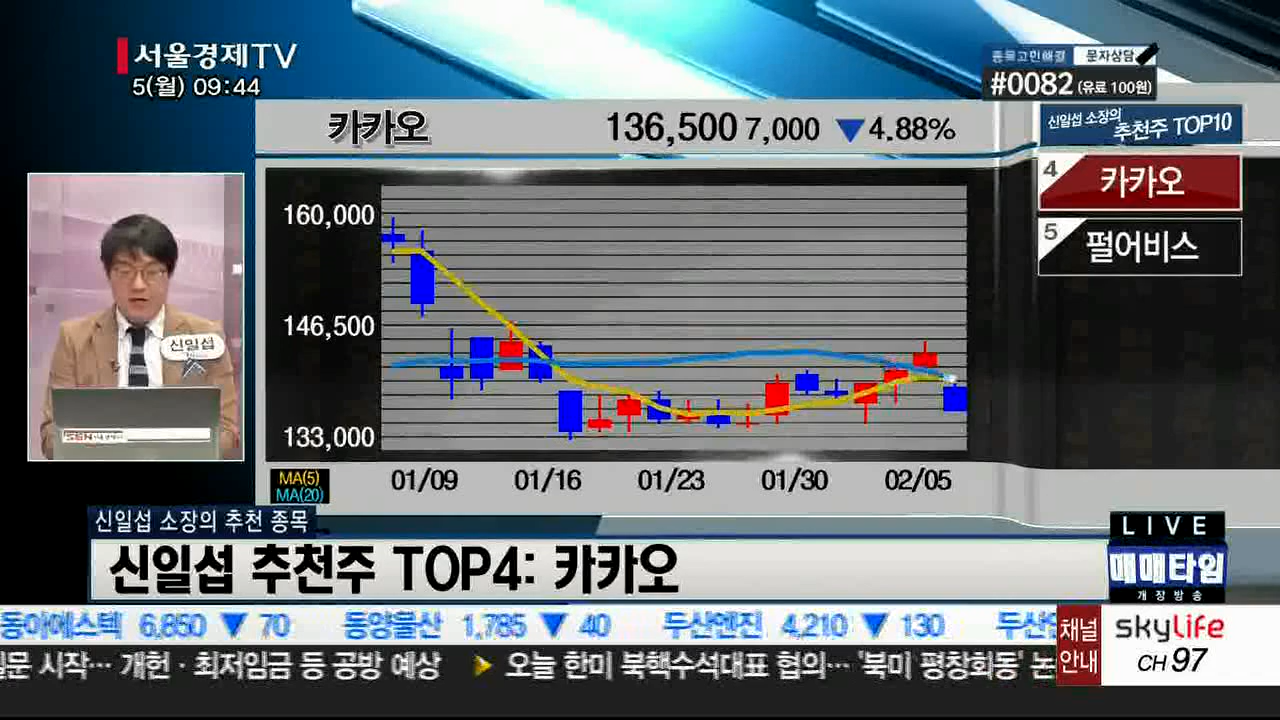 서울경제TV
5(월) 09:44
종목고민해결 문자상담
#0082 (유료 100원)
카카오 136,500 7,000 ▼4.88%
신일섭 소장의
추천주 TOP10
4 카카오
5 펄어비스
160,000
146,500
133,000
01/09 01/16 01/23 01/30 02/05
MA(5)
MA(20)
신일섭
SEN
신일섭 소장의 추천 종목
신일섭 추천주 TOP4: 카카오
LIVE
매매타임
개장방송
동아에스텍 6,850 ▼ 70 동양물산 1,785 ▼ 40 두산엔진 4,210 ▼ 130 두산
문 시작… 개헌·최저임금 등 공방 예상 ▶ 오늘 한미 북핵수석대표 협의… '북미 평창회동' 논
채널
안내
skylife
CH 97